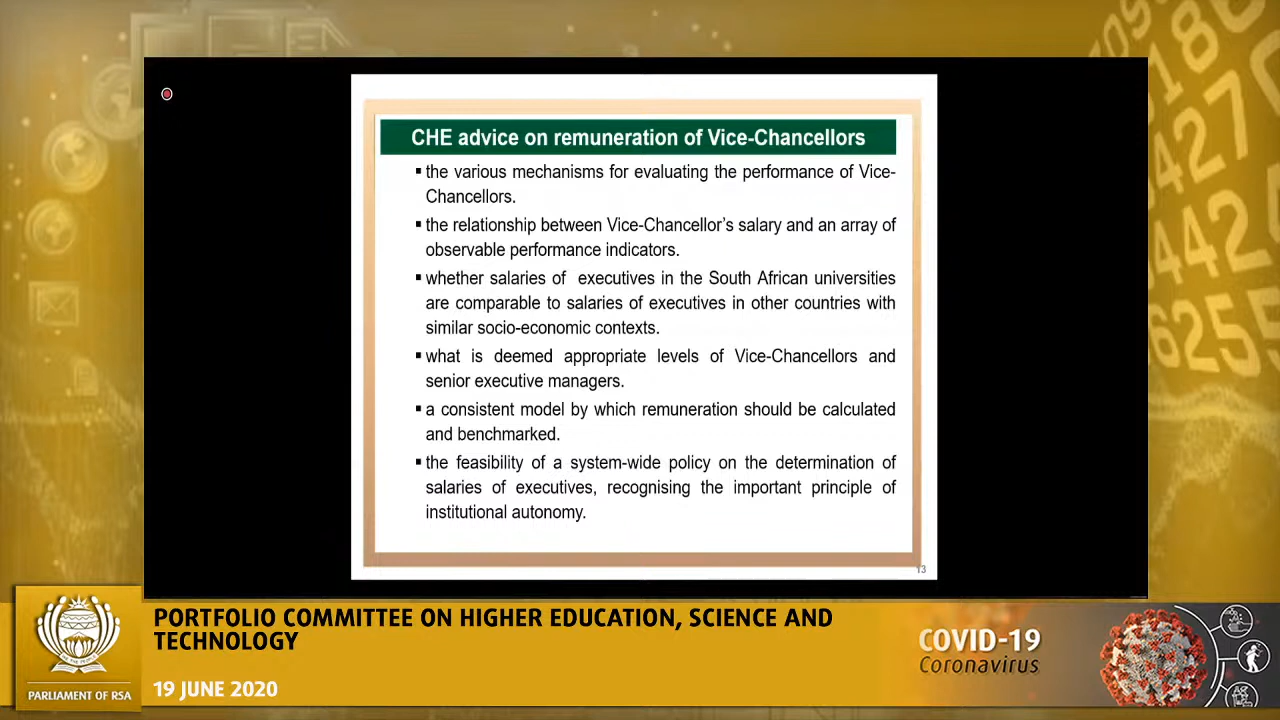 CHE advice on remuneration of Vice-Chancellors
▪ the various mechanisms for evaluating the performance of Vice-
Chancellors.
▪ the relationship between Vice-Chancellor's salary and an array of
observable performance indicators.
▪ whether salaries of executives in the South African universities
are comparable to salaries of executives in other countries with
similar socio-economic contexts.
▪ what is deemed appropriate levels of Vice-Chancellors and
senior executive managers.
▪ a consistent model by which remuneration should be calculated
and benchmarked.
▪ the feasibility of a system-wide policy on the determination of
salaries of executives, recognising the important principle of
institutional autonomy.
13
PORTFOLIO COMMITTEE ON HIGHER EDUCATION, SCIENCE AND
TECHNOLOGY
19 JUNE 2020
PARLIAMENT OF RSA
COVID-19
Coronavirus